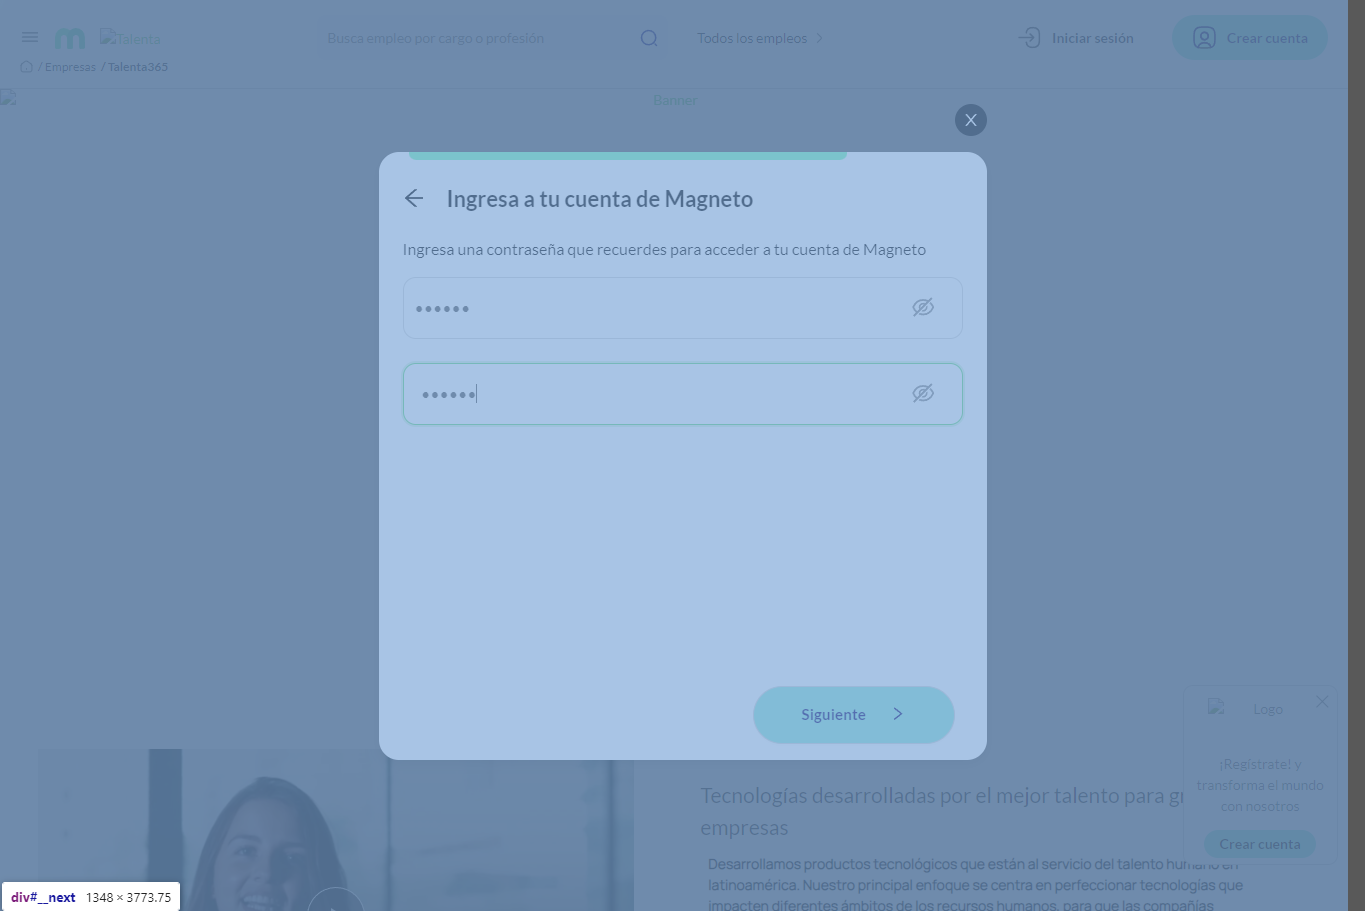 Talenta
Busca empleo por cargo o profesión
Todos los empleos
Iniciar sesión
Crear cuenta
/ Empresas / Talenta365
Banner
X
Ingresa a tu cuenta de Magneto
Ingresa una contraseña que recuerdes para acceder a tu cuenta de Magneto
••••••
••••••
Siguiente
Logo
¡Regístrate! y
transforma el mundo
con nosotros
Crear cuenta
Tecnologías desarrolladas por el mejor talento para gr
empresas
Desarrollamos productos tecnológicos que están al servicio del talento humano en
latinoamérica. Nuestro principal enfoque se centra en perfeccionar tecnologías que
impacten diferentes ámbitos de los recursos humanos, para que las compañías
div#__next 1348 × 3773.75